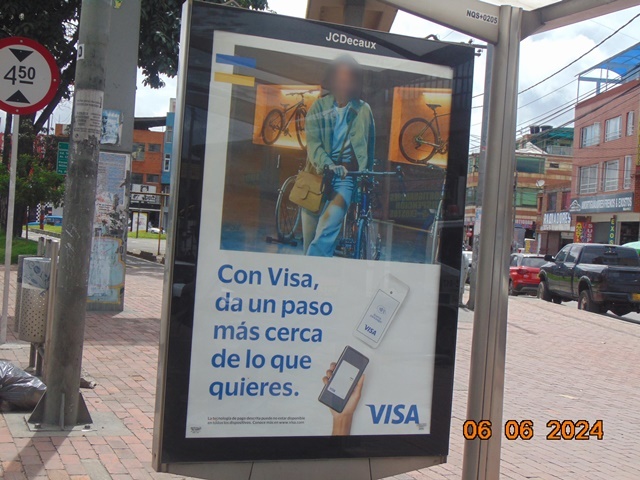 NQS+0205
JCDecaux
4.50
Con Visa,
da un paso
más cerca
de lo que
quieres.
VISA
VISA
06 06 2024